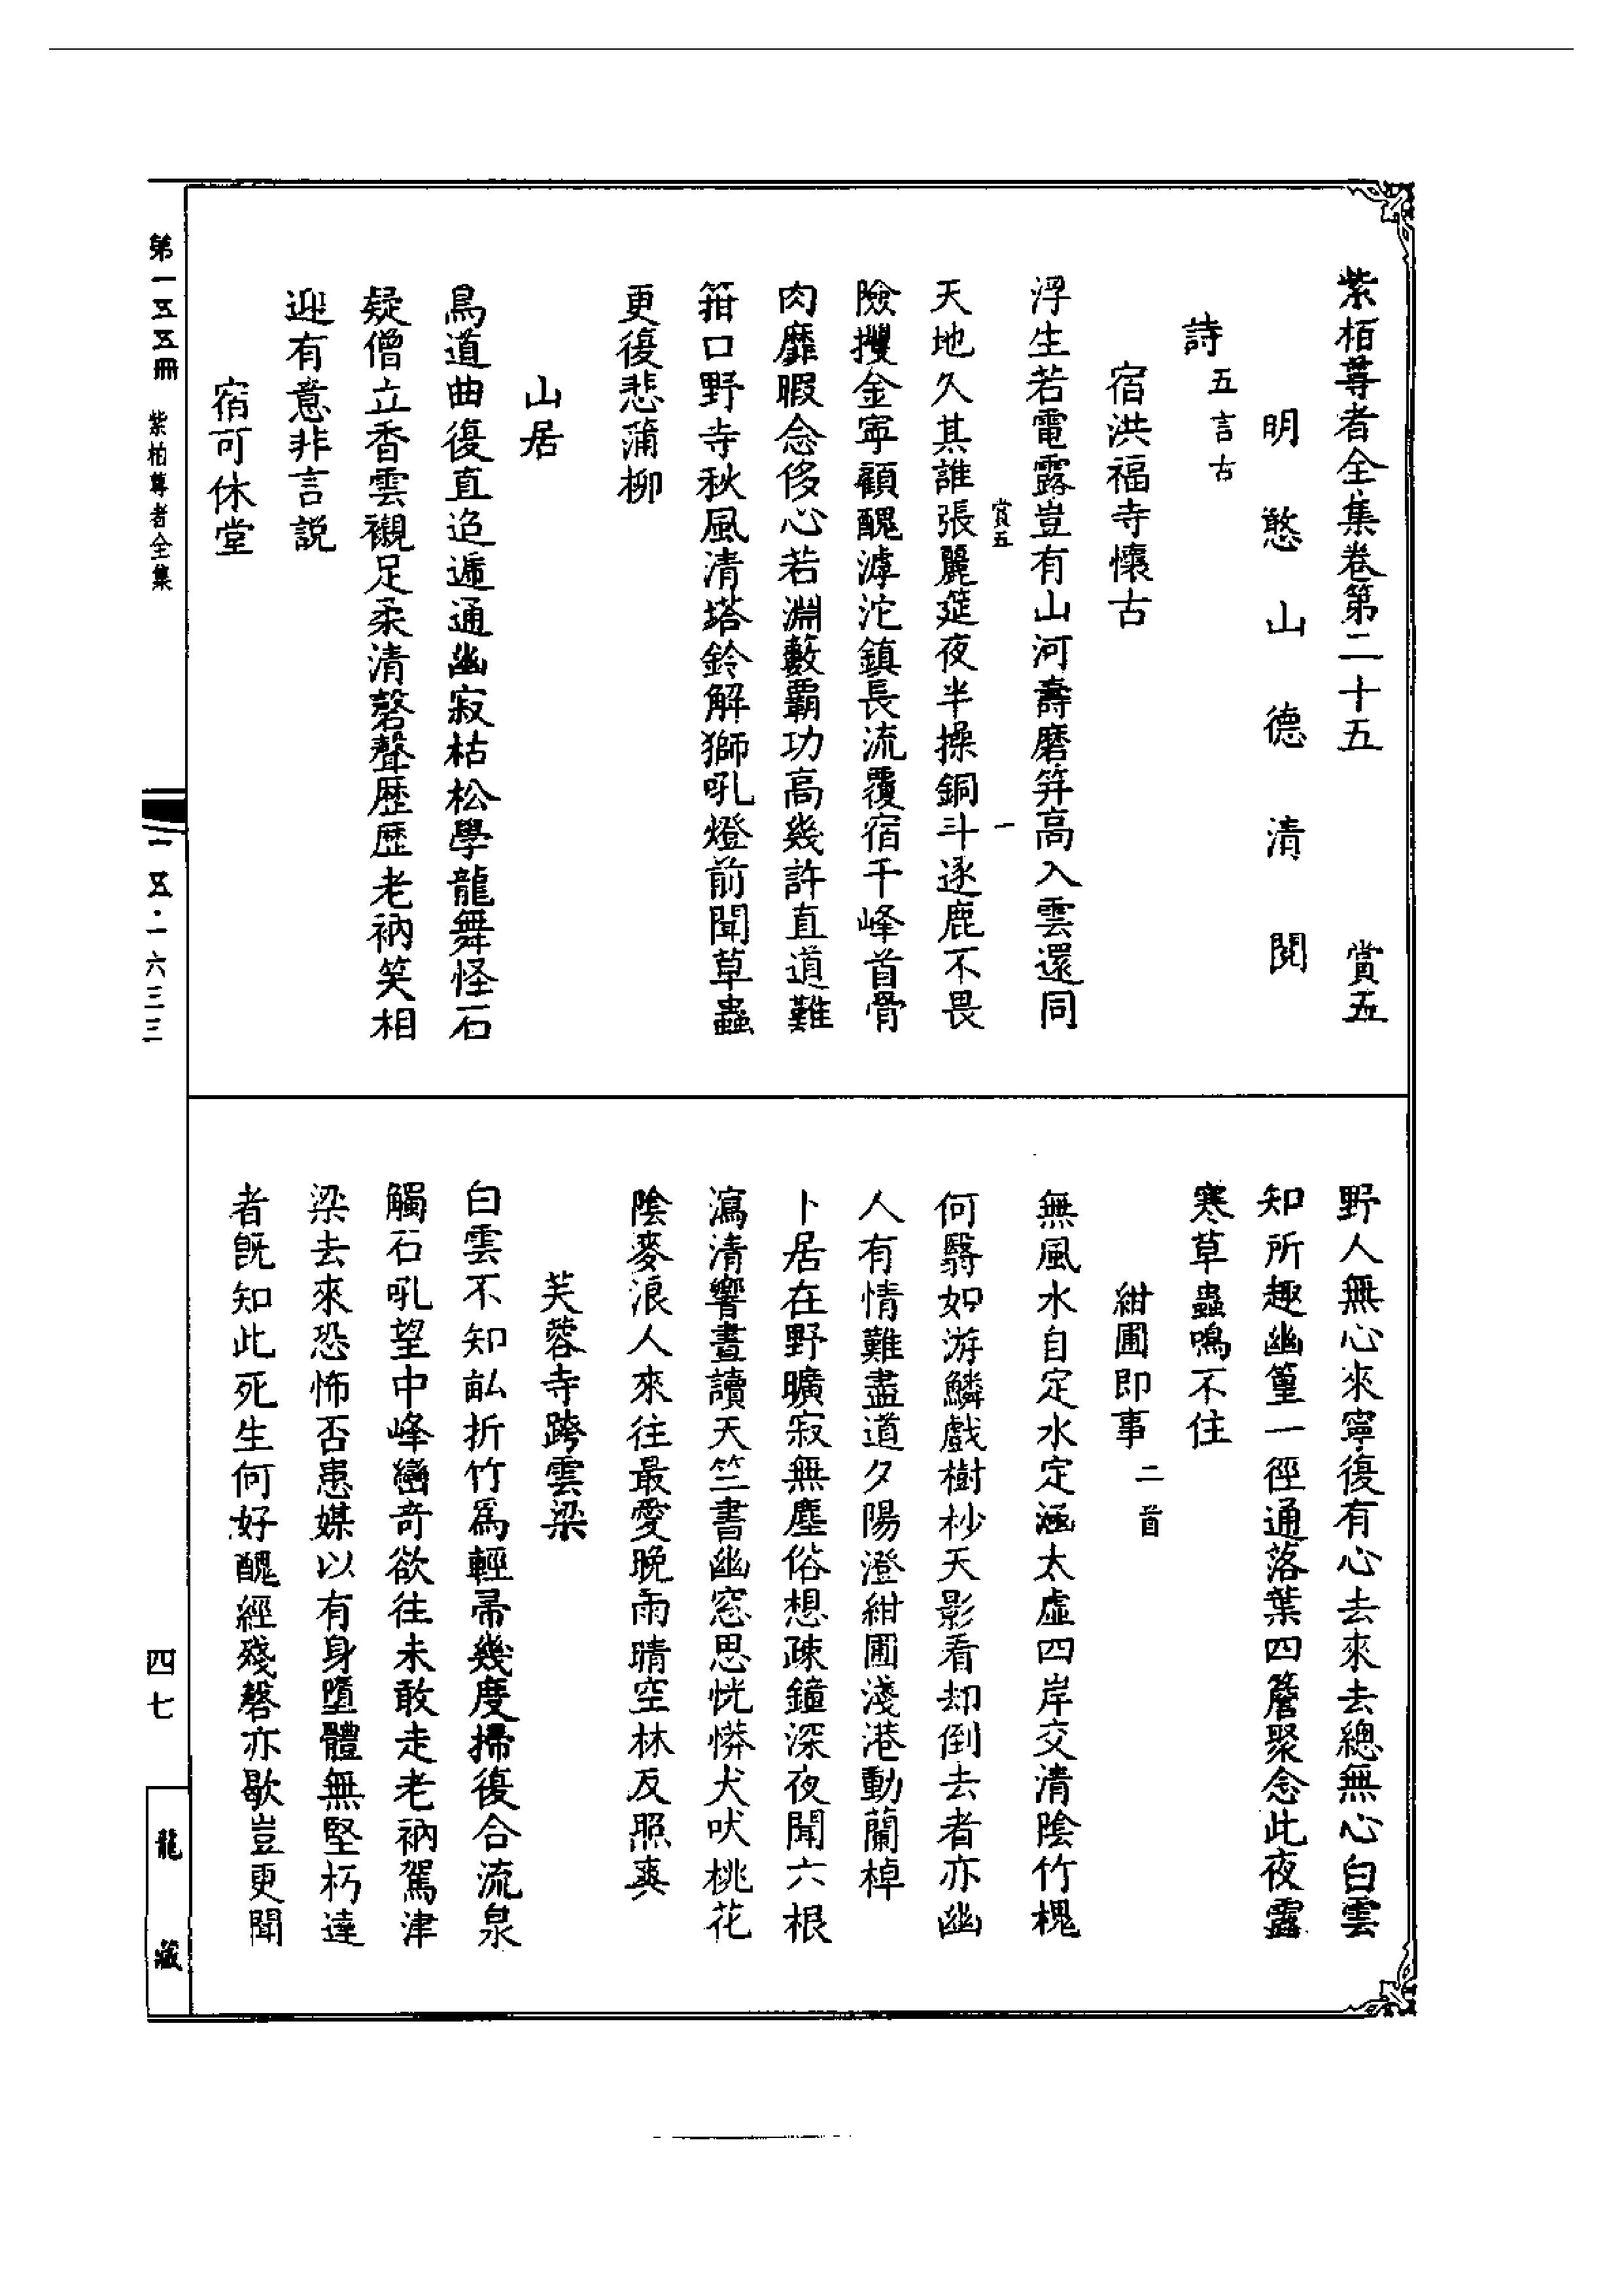 紫栢尊者全集卷第二十五　賞五
明憨山德清閱
詩五言古
宿洪福寺懷古
浮生若電露豈有山河壽磨笄高入雲還同
賞五　一
天地久其誰張麗筵夜半操銅斗逐鹿不畏
險攫金寜顧醜滹沱鎮長流覆宿千峰首骨
肉靡暇念侈心若淵藪覇功高幾許直道難
箝口野寺秋風清塔鈴解獅吼燈前聞草蟲
更復悲蒲柳
山居
鳥道曲復直迢遞通幽寂枯松學龍舞怪石
疑僧立香雲襯足柔清磬聲歷歷老衲笑相
迎有意非言説
宿可休堂
野人無心來寧復有心去來去總無心白雲
知所趣幽篁一徑通落葉四簷聚念此夜露
寒草蟲鳴不住
紺圃即事二首
無風水自定水定涵太虛四岸交清陰竹槐
何翳如游鱗戲樹杪天影看却倒去者亦幽
人有情難盡道夕陽澄紺圃淺港動蘭棹
卜居在野曠寂無塵俗想疎鐘深夜聞六根
瀉清響晝讀天竺書幽窓思恍惝犬吠桃花
陰麥浪人來往最愛晚雨晴空林反照爽
芙蓉寺跨雲梁
白雲不知畝折竹爲輕帚幾度掃復合流泉
觸石吼望中峰巒奇欲往未敢走老衲駕津
梁去來恐怖否患媒以有身墮體無堅朽達
者旣知此死生何好醜經殘磬亦歇豈更聞
第一五五冊　紫柏尊者全集
一五五·一六三三
四七
龍藏